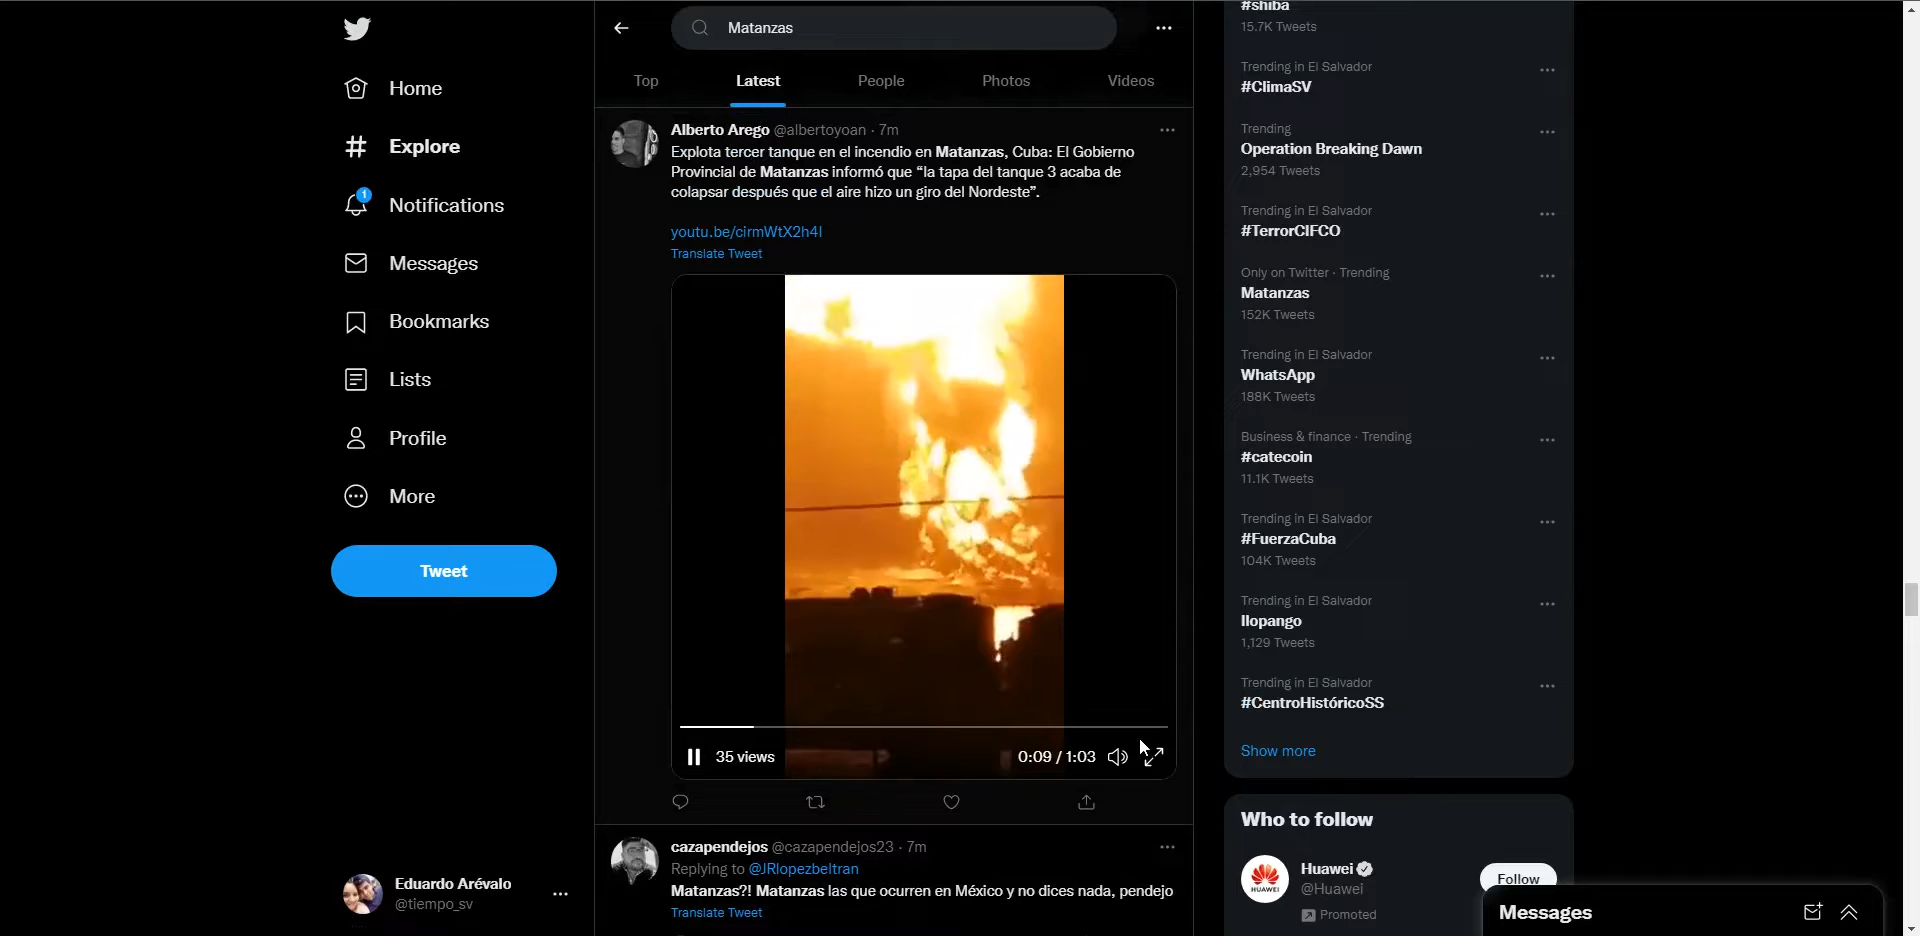 Home
Explore
1
Notifications
Messages
Bookmarks
Lists
Profile
More
Tweet
Eduardo Arévalo
@tiempo_sv
Matanzas
Top
Latest
People
Photos
Videos
Alberto Arego @albertoyoan · 7m
Explota tercer tanque en el incendio en Matanzas, Cuba: El Gobierno
Provincial de Matanzas informó que “la tapa del tanque 3 acaba de
colapsar después que el aire hizo un giro del Nordeste”.
youtu.be/cirmWtX2h4I
Translate Tweet
35 views
0:09 / 1:03
cazapendejos @cazapendejos23 · 7m
Replying to @JRlopezbeltran
Matanzas?! Matanzas las que ocurren en México y no dices nada, pendejo
Translate Tweet
#shiba
15.7K Tweets
Trending in El Salvador
#ClimaSV
Trending
Operation Breaking Dawn
2,954 Tweets
Trending in El Salvador
#TerrorCIFCO
Only on Twitter · Trending
Matanzas
152K Tweets
Trending in El Salvador
WhatsApp
188K Tweets
Business & finance · Trending
#catecoin
11.1K Tweets
Trending in El Salvador
#FuerzaCuba
104K Tweets
Trending in El Salvador
Ilopango
1,129 Tweets
Trending in El Salvador
#CentroHistóricoSS
Show more
Who to follow
HUAWEI
Huawei
@Huawei
Promoted
Follow
Messages